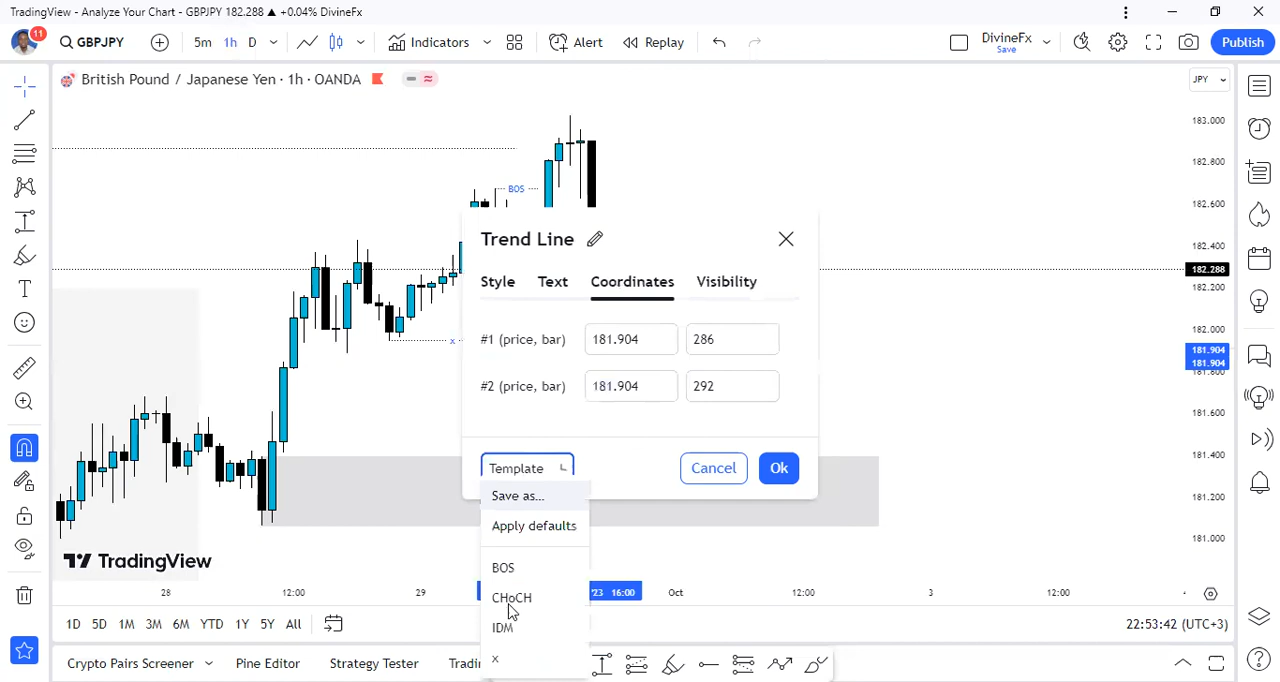 TradingView - Analyze Your Chart - GBPJPY 182.288 ▲ +0.04% DivineFx
11
GBPJPY
5m 1h D
Indicators
Alert
Replay
DivineFx
Save
Publish
British Pound / Japanese Yen · 1h · OANDA
JPY
183.000
182.800
182.600
182.400
182.288
182.200
182.000
181.904
181.904
181.800
181.600
181.400
181.200
181.000
BOS
x
Trend Line
Style Text Coordinates Visibility
#1 (price, bar) 181.904 286
#2 (price, bar) 181.904 292
Template
Cancel
Ok
Save as...
Apply defaults
BOS
CHoCH
IDM
x
TradingView
28 12:00 29 '23 16:00 Oct 12:00 3 12:00
1D 5D 1M 3M 6M YTD 1Y 5Y All
22:53:42 (UTC+3)
Crypto Pairs Screener Pine Editor Strategy Tester Tradin